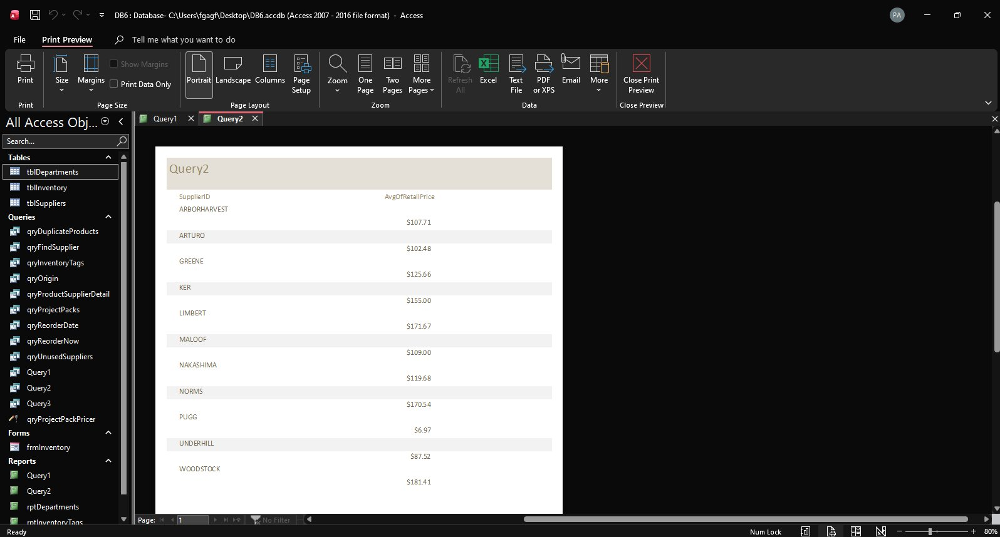 DB6 : Database- C:\Users\fgagf\Desktop\DB6.accdb (Access 2007 - 2016 file format) - Access
PA
File
Print Preview
Tell me what you want to do
Print
Size
Margins
Show Margins
Print Data Only
Portrait
Landscape
Columns
Page Setup
Zoom
One Page
Two Pages
More Pages
Refresh All
Excel
Text File
PDF or XPS
Email
More
Close Print Preview
Print
Page Size
Page Layout
Zoom
Data
Close Preview
All Access Obj...
Search...
Tables
tblDepartments
tblInventory
tblSuppliers
Queries
qryDuplicateProducts
qryFindSupplier
qryInventoryTags
qryOrigin
qryProductSupplierDetail
qryProjectPacks
qryReorderDate
qryReorderNow
qryUnusedSuppliers
Query1
Query2
Query3
qryProjectPackPricer
Forms
frmInventory
Reports
Query1
Query2
rptDepartments
rptInventoryTags
Query1
Query2
Query2
SupplierID AvgOfRetailPrice
ARBORHARVEST
$107.71
ARTURO
$102.48
GREENE
$125.66
KER
$155.00
LIMBERT
$171.67
MALOOF
$109.00
NAKASHIMA
$119.68
NORMS
$170.54
PUGG
$6.97
UNDERHILL
$87.52
WOODSTOCK
$181.41
Page: 1 No Filter
Ready
Num Lock
80%